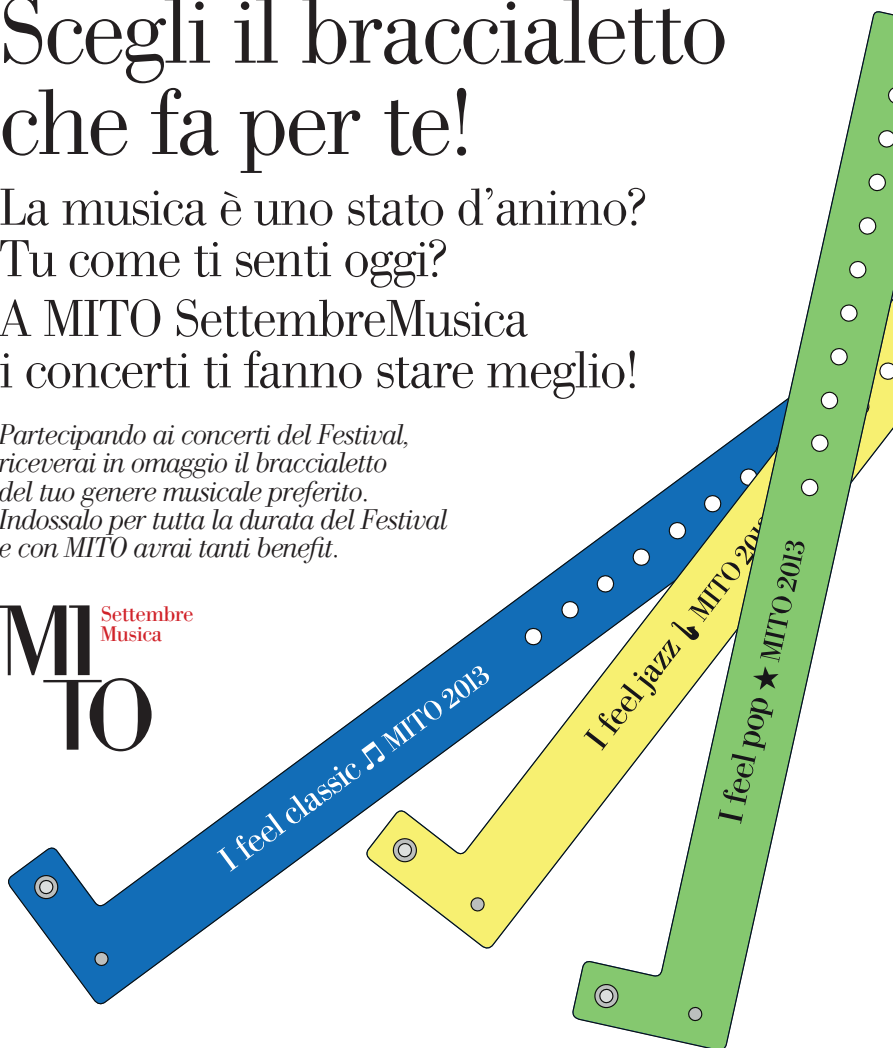 Scegli il braccialetto
che fa per te!
La musica è uno stato d’animo?
Tu come ti senti oggi?
A MITO SettembreMusica
i concerti ti fanno stare meglio!
Partecipando ai concerti del Festival,
riceverai in omaggio il braccialetto
del tuo genere musicale preferito.
Indossalo per tutta la durata del Festival
e con MITO avrai tanti benefit.
MI
TO
Settembre
Musica
I feel classic ♫ MITO 2013
I feel jazz MITO
I feel pop ★ MITO 2013